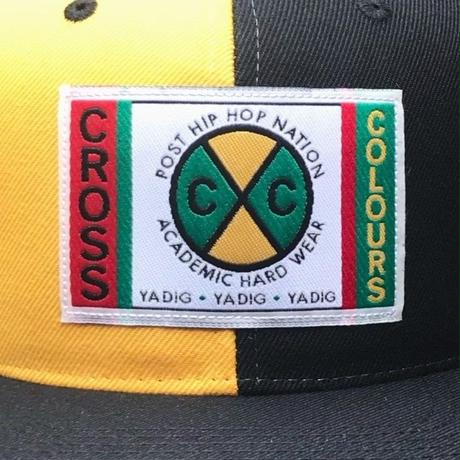 CROSS
POST HIP HOP NATION
C C
ACADEMIC HARD WEAR
YADIG • YADIG • YADIG
COLOURS